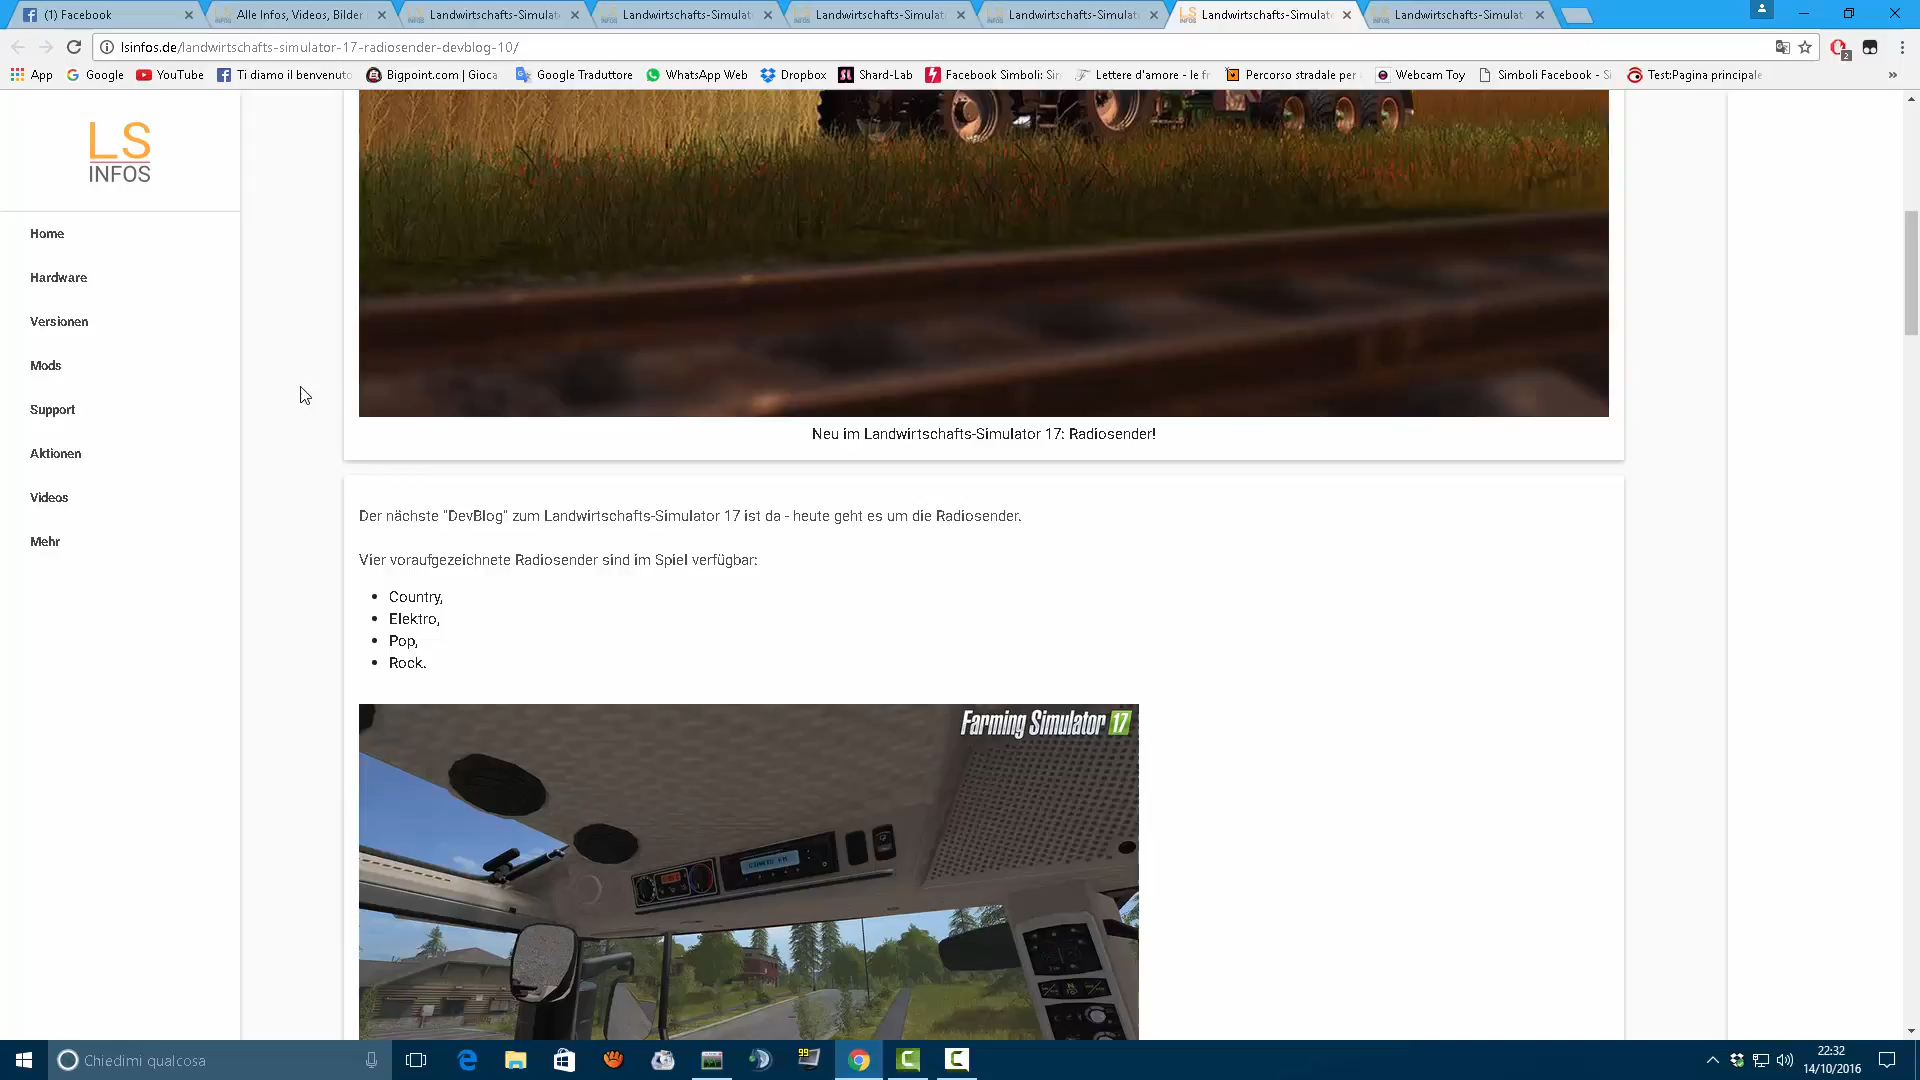 (1) Facebook
Alle Infos, Videos, Bilder
Landwirtschafts-Simulat
Landwirtschafts-Simulat
Landwirtschafts-Simulat
Landwirtschafts-Simulat
Landwirtschafts-Simulat
Landwirtschafts-Simulat
lsinfos.de/landwirtschafts-simulator-17-radiosender-devblog-10/
2
App
Google
YouTube
Ti diamo il benvenuto
Bigpoint.com | Gioca
Google Traduttore
WhatsApp Web
Dropbox
Shard-Lab
Facebook Simboli: Sim
Lettere d'amore - le fr
Percorso stradale per
Webcam Toy
Simboli Facebook - Si
Test:Pagina principale
»
LS
INFOS
Home
Hardware
Versionen
Mods
Support
Aktionen
Videos
Mehr
Neu im Landwirtschafts-Simulator 17: Radiosender!
Der nächste "DevBlog" zum Landwirtschafts-Simulator 17 ist da - heute geht es um die Radiosender.
Vier voraufgezeichnete Radiosender sind im Spiel verfügbar:
• Country,
• Elektro,
• Pop,
• Rock.
Farming Simulator 17
Chiedimi qualcosa
99
22:32
14/10/2016